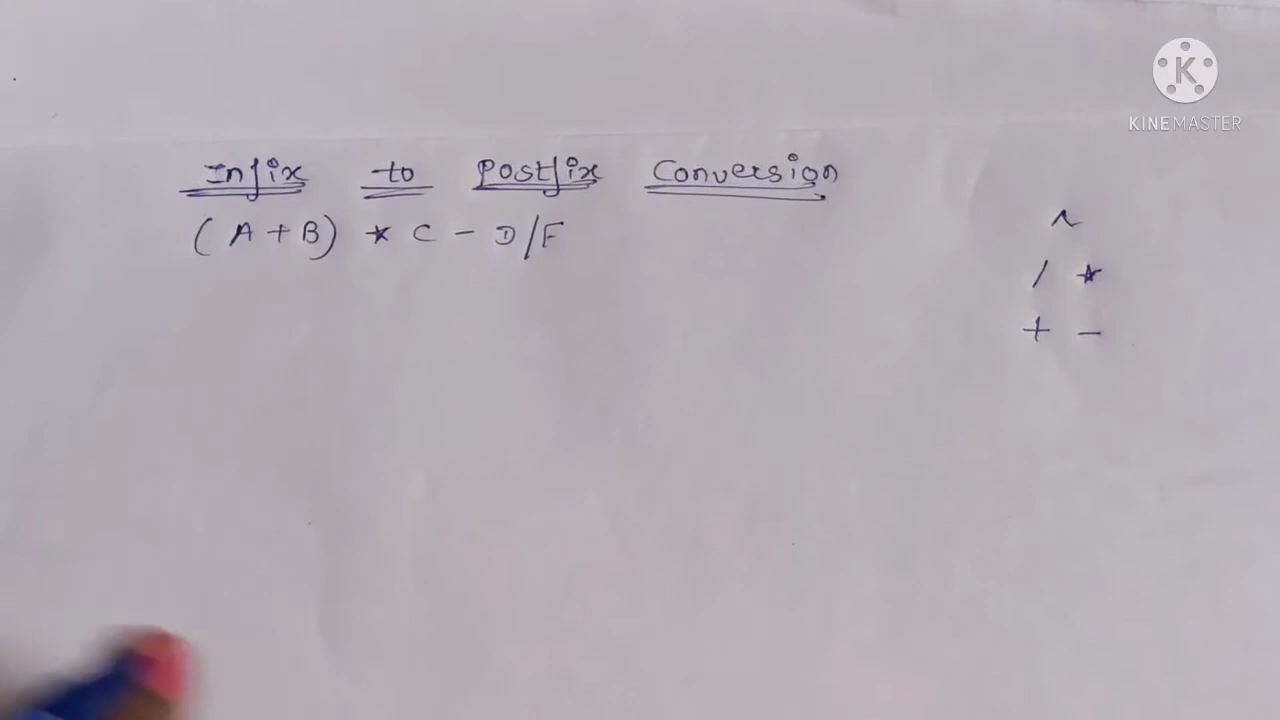 K
KINEMASTER
Infix to Postfix Conversion
(A+B) * C - D/F
^
/ *
+ -